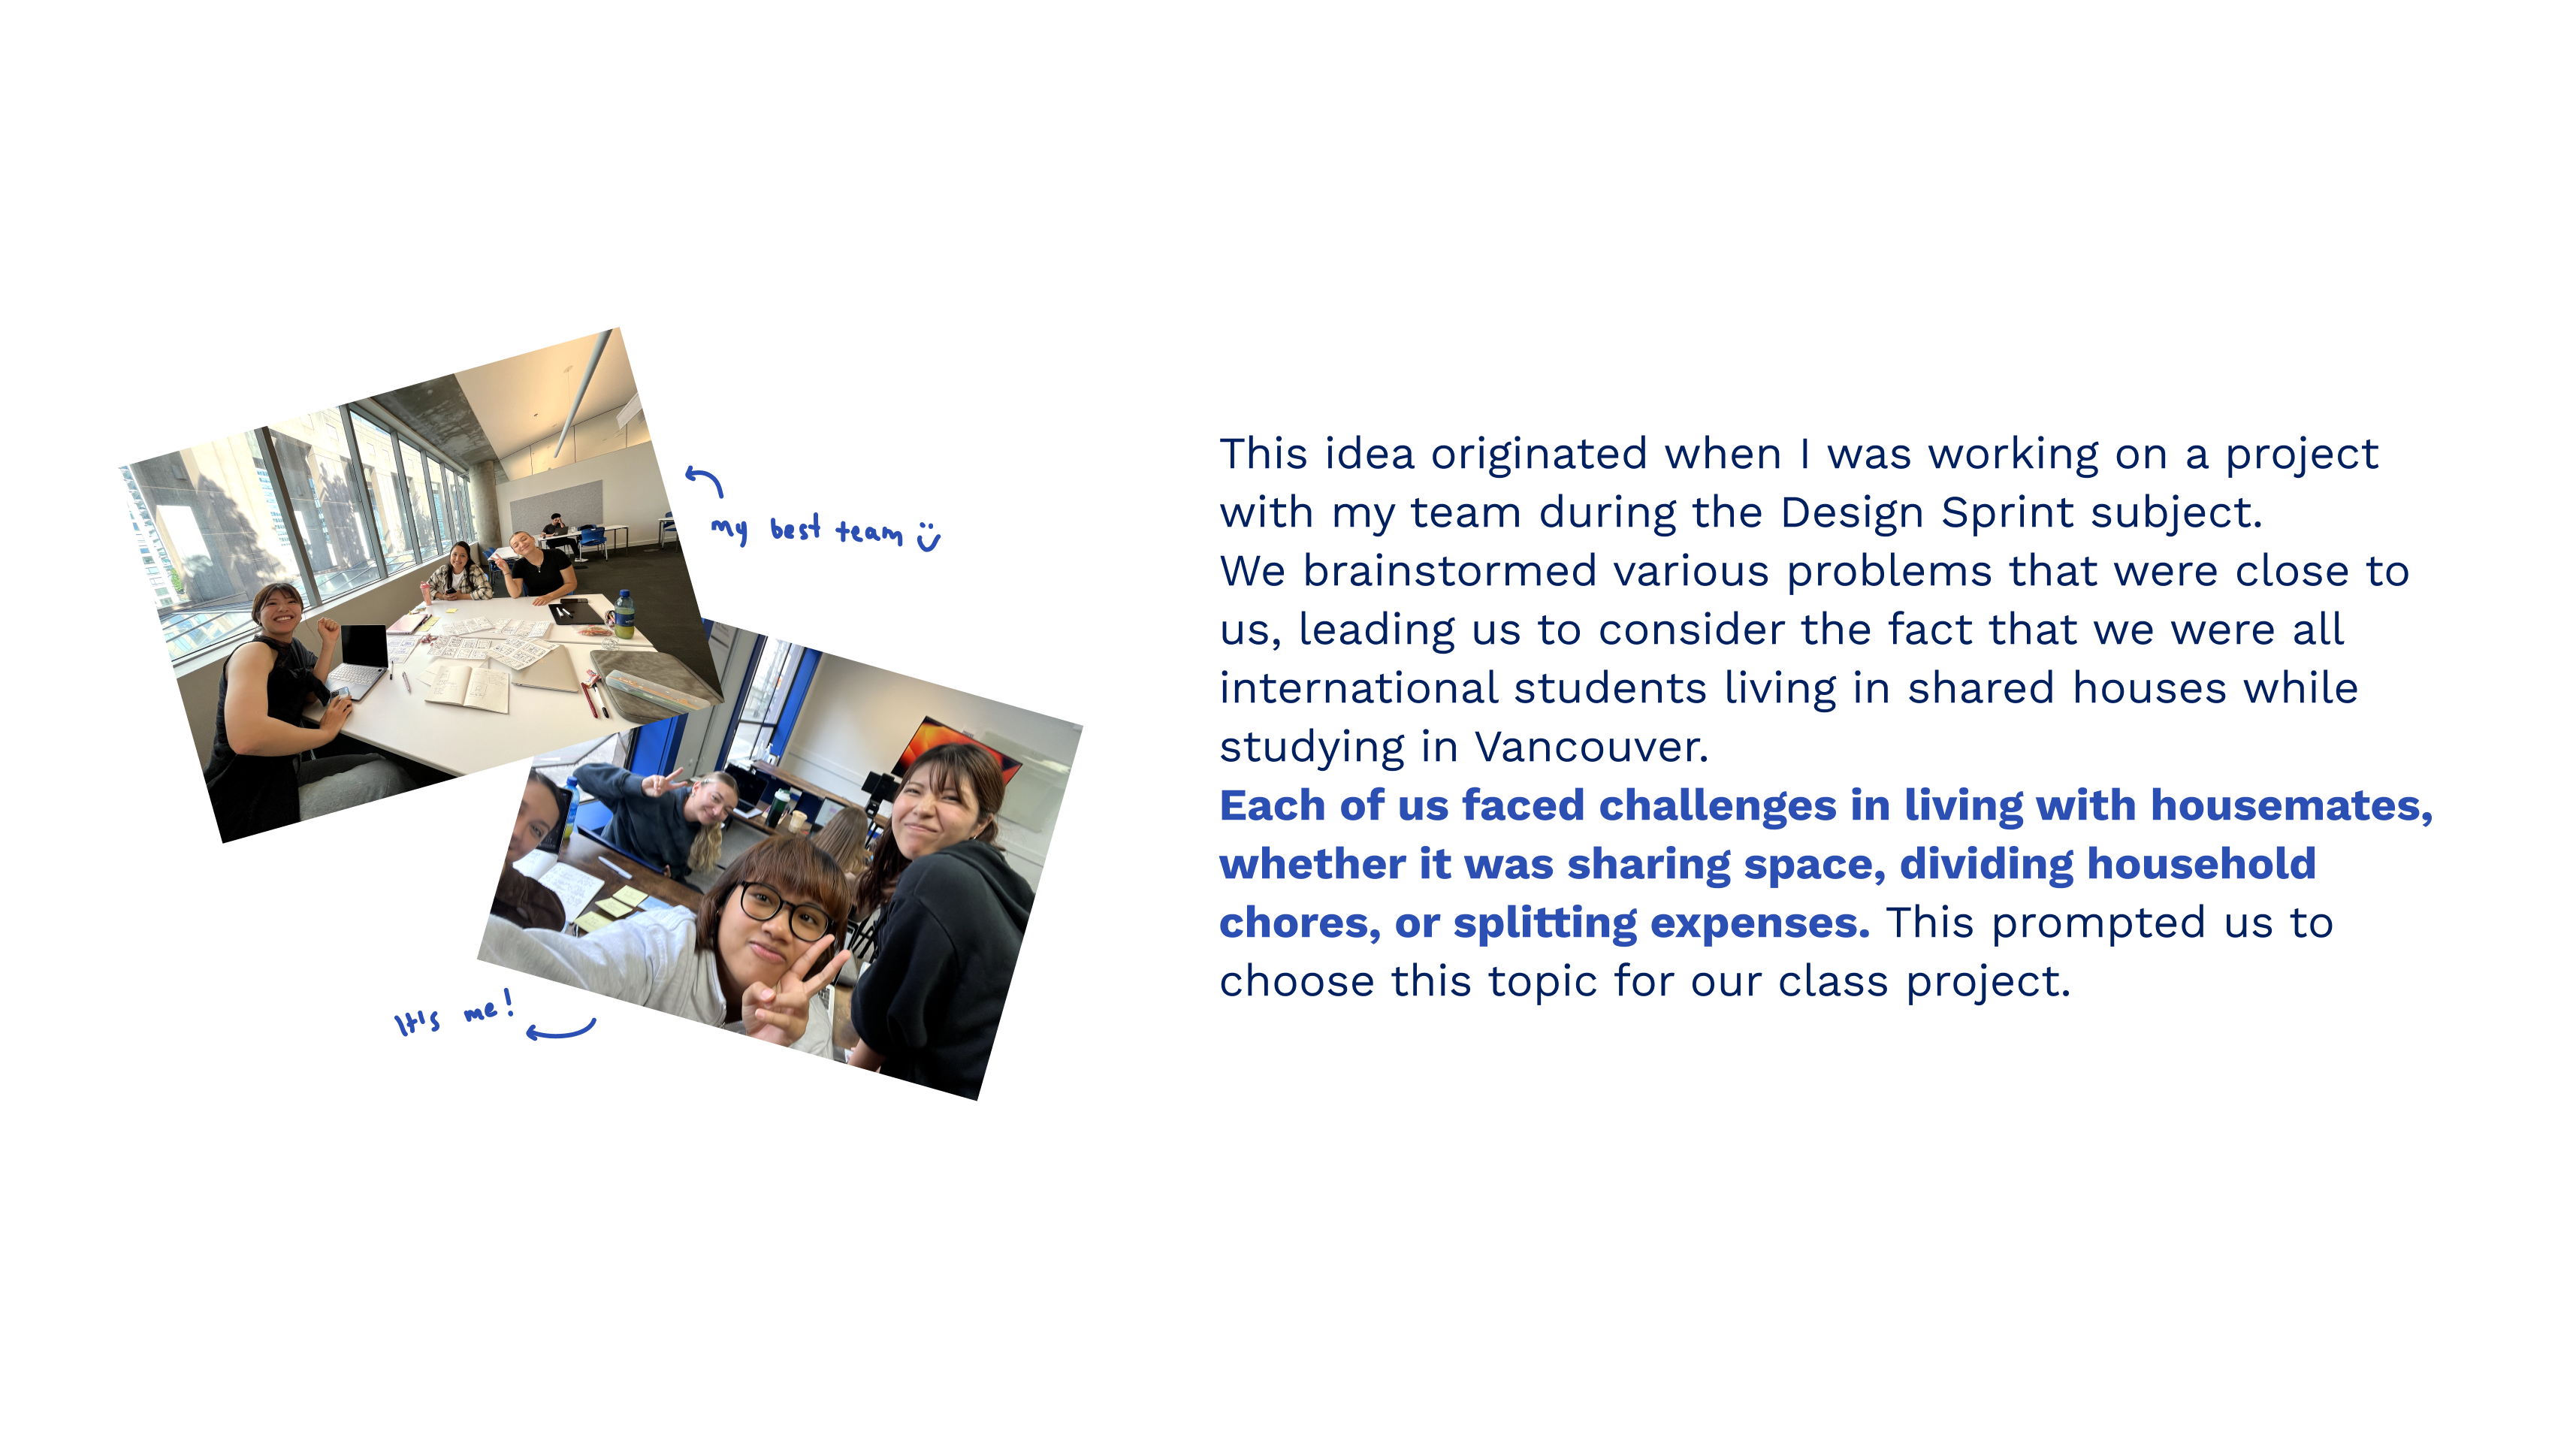 my best team
It's me!
This idea originated when I was working on a project
with my team during the Design Sprint subject.
We brainstormed various problems that were close to
us, leading us to consider the fact that we were all
international students living in shared houses while
studying in Vancouver.
Each of us faced challenges in living with housemates,
whether it was sharing space, dividing household
chores, or splitting expenses. This prompted us to
choose this topic for our class project.